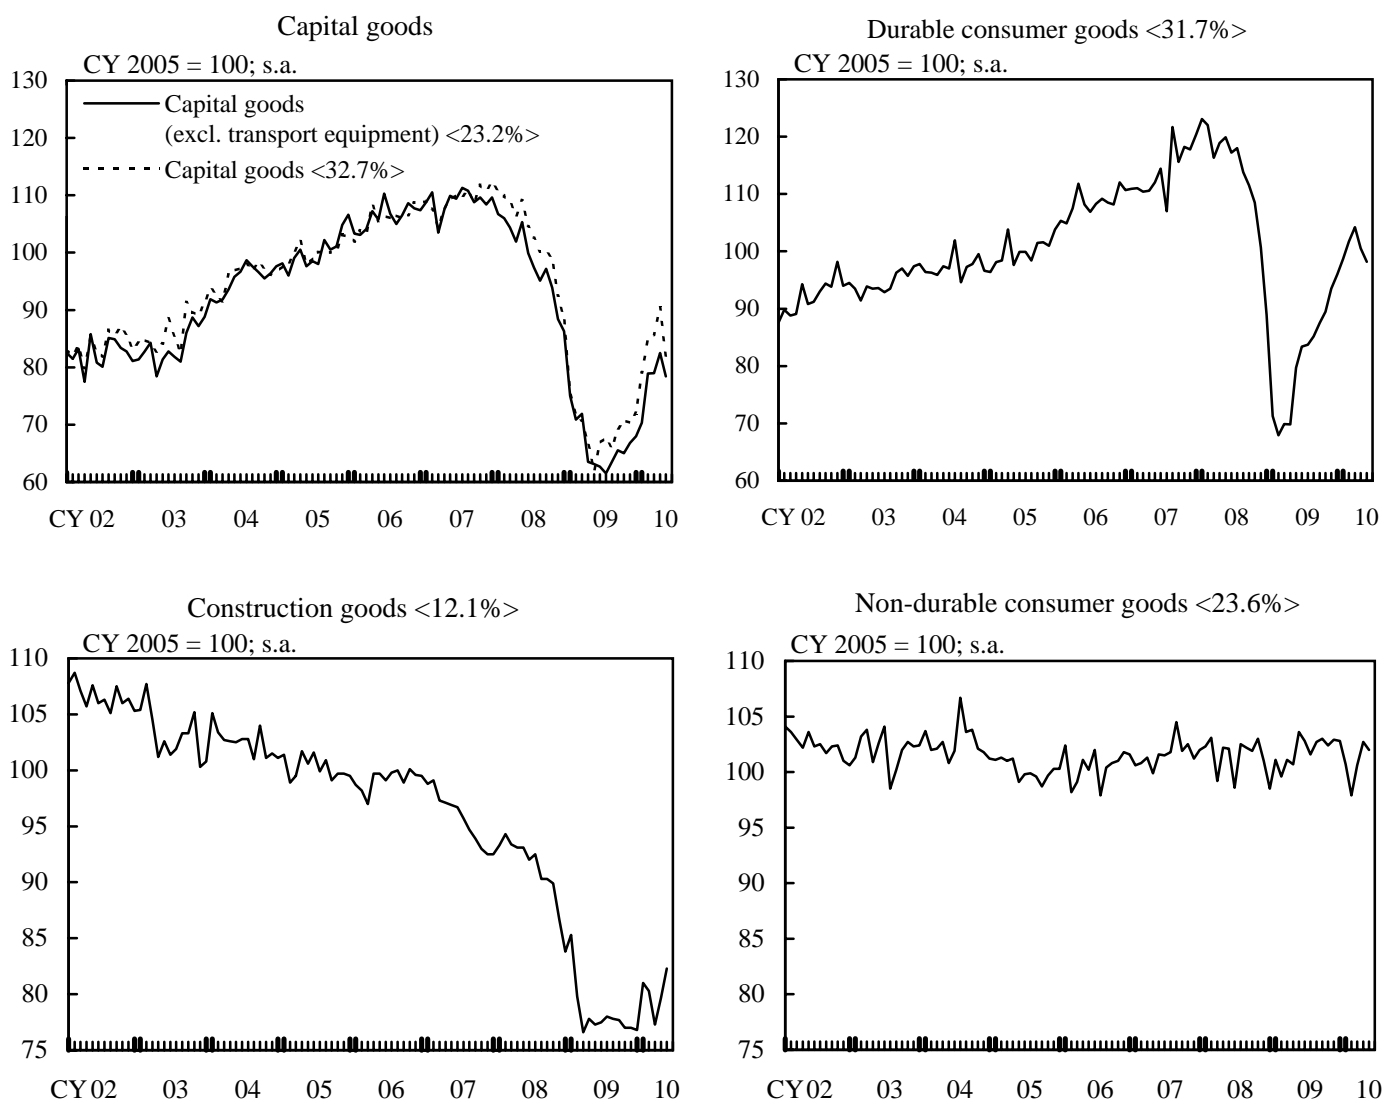 Capital goods
CY 2005 = 100; s.a.
130
120
110
100
90
80
70
60
Capital goods
(excl. transport equipment) <23.2%>
Capital goods <32.7%>
CY 02 03 04 05 06 07 08 09 10
Durable consumer goods <31.7%>
CY 2005 = 100; s.a.
130
120
110
100
90
80
70
60
CY 02 03 04 05 06 07 08 09 10
Construction goods <12.1%>
CY 2005 = 100; s.a.
110
105
100
95
90
85
80
75
CY 02 03 04 05 06 07 08 09 10
Non-durable consumer goods <23.6%>
CY 2005 = 100; s.a.
110
105
100
95
90
85
80
75
CY 02 03 04 05 06 07 08 09 10